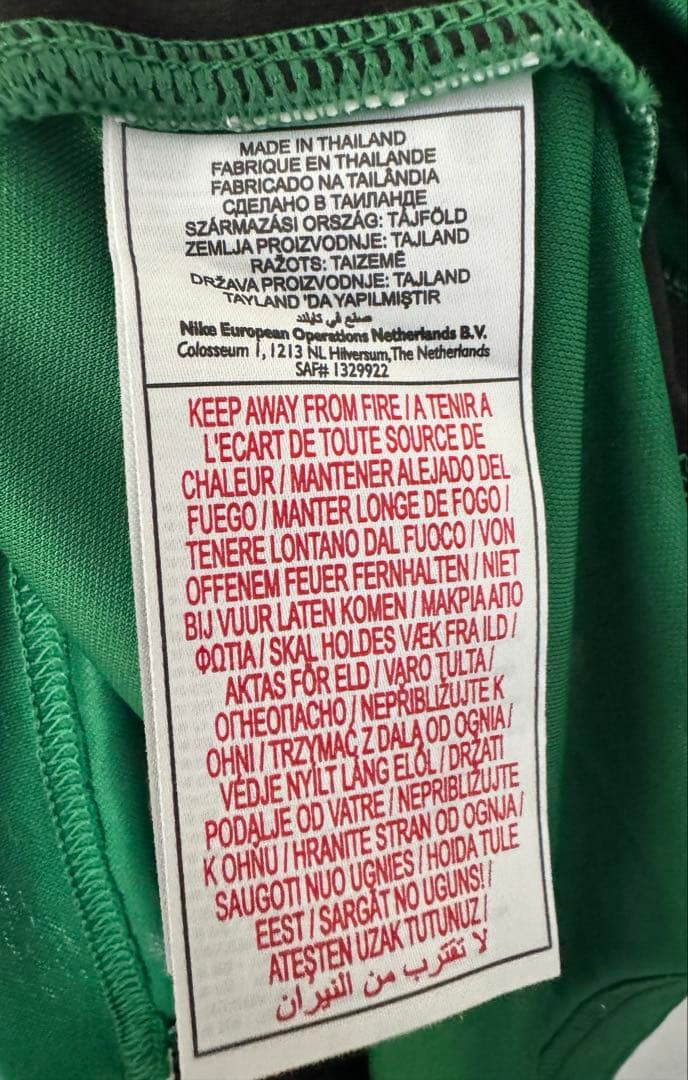 MADE IN THAILAND
FABRIQUE EN THAILANDE
FABRICADO NA TAILÂNDIA
СДЕЛАНО В ТАИЛАНДЕ
SZÁRMAZÁSI ORSZÁG: TÁJFÖLD
ZEMLJA PROIZVODNJE: TAJLAND
RAŽOTS: TAIZEMĒ
DRŽAVA PROIZVODNJE: TAJLAND
TAYLAND 'DA YAPILMIŞTIR
صنع في تايلند
Nike European Operations Netherlands B.V.
Colosseum 1, 1213 NL Hilversum, The Netherlands
SAF# 1329922
KEEP AWAY FROM FIRE / A TENIR A
L'ECART DE TOUTE SOURCE DE
CHALEUR / MANTENER ALEJADO DEL
FUEGO / MANTER LONGE DE FOGO /
TENERE LONTANO DAL FUOCO / VON
OFFENEM FEUER FERNHALTEN / NIET
BIJ VUUR LATEN KOMEN / ΜΑΚΡΙΑ ΑΠΟ
ΦΩΤΙΑ / SKAL HOLDES VÆK FRA ILD /
AKTAS FÖR ELD / VARO TULTA /
ОГНЕОПАСНО / NEPŘIBLIŽUJTE K
OHNI / TRZYMAĆ Z DALA OD OGNIA /
VÉDJE NYÍLT LÁNG ELŐL / DRŽATI
PODALJE OD VATRE / NEPRIBLIŽUJTE
K OHŇU / HRANITE STRAN OD OGNJA /
SAUGOTI NUO UGNIES / HOIDA TULE
EEST / SARGĀT NO UGUNS! /
ATEŞTEN UZAK TUTUNUZ /
لا تقترب من النيران